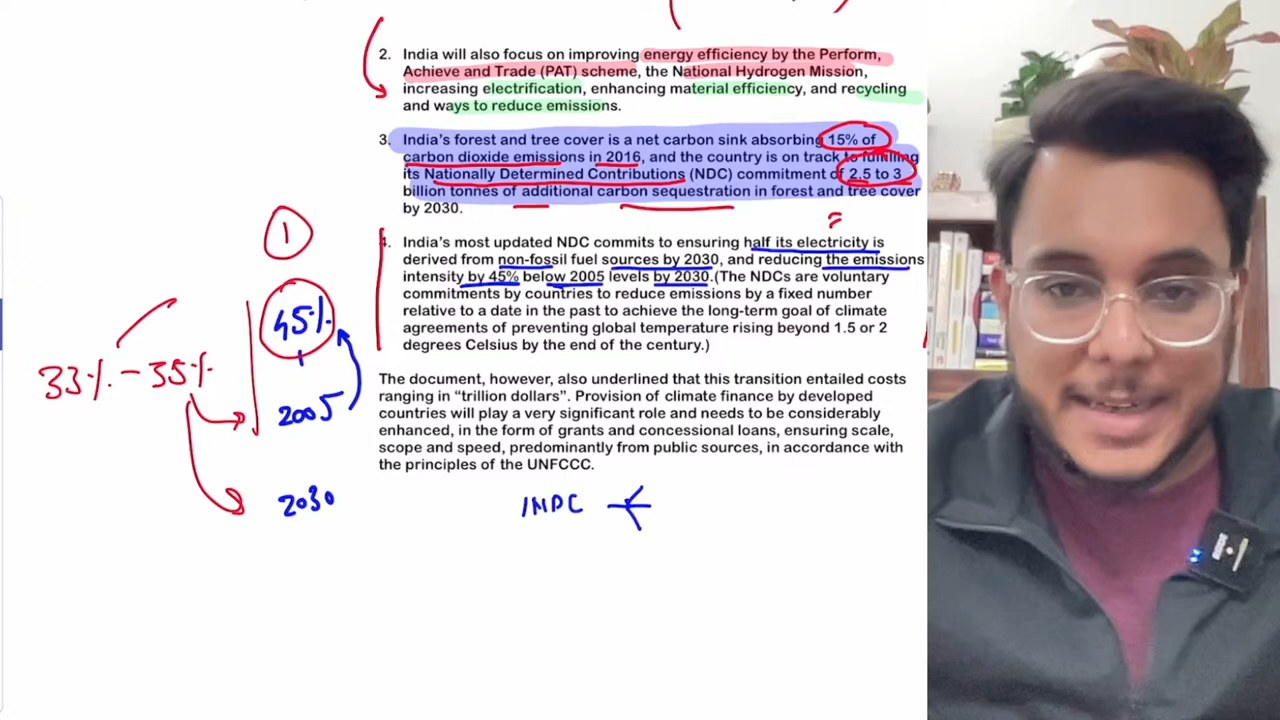 2. India will also focus on improving energy efficiency by the Perform,
Achieve and Trade (PAT) scheme, the National Hydrogen Mission,
increasing electrification, enhancing material efficiency, and recycling
and ways to reduce emissions.
3. India's forest and tree cover is a net carbon sink absorbing 15% of
carbon dioxide emissions in 2016, and the country is on track to fulfilling
its Nationally Determined Contributions (NDC) commitment of 2.5 to 3
billion tonnes of additional carbon sequestration in forest and tree cover
by 2030.
4. India's most updated NDC commits to ensuring half its electricity is
derived from non-fossil fuel sources by 2030, and reducing the emissions
intensity by 45% below 2005 levels by 2030.(The NDCs are voluntary
commitments by countries to reduce emissions by a fixed number
relative to a date in the past to achieve the long-term goal of climate
agreements of preventing global temperature rising beyond 1.5 or 2
degrees Celsius by the end of the century.)
1
45%
33% - 35%
2005
2030
The document, however, also underlined that this transition entailed costs
ranging in “trillion dollars”. Provision of climate finance by developed
countries will play a very significant role and needs to be considerably
enhanced, in the form of grants and concessional loans, ensuring scale,
scope and speed, predominantly from public sources, in accordance with
the principles of the UNFCCC.
INDC